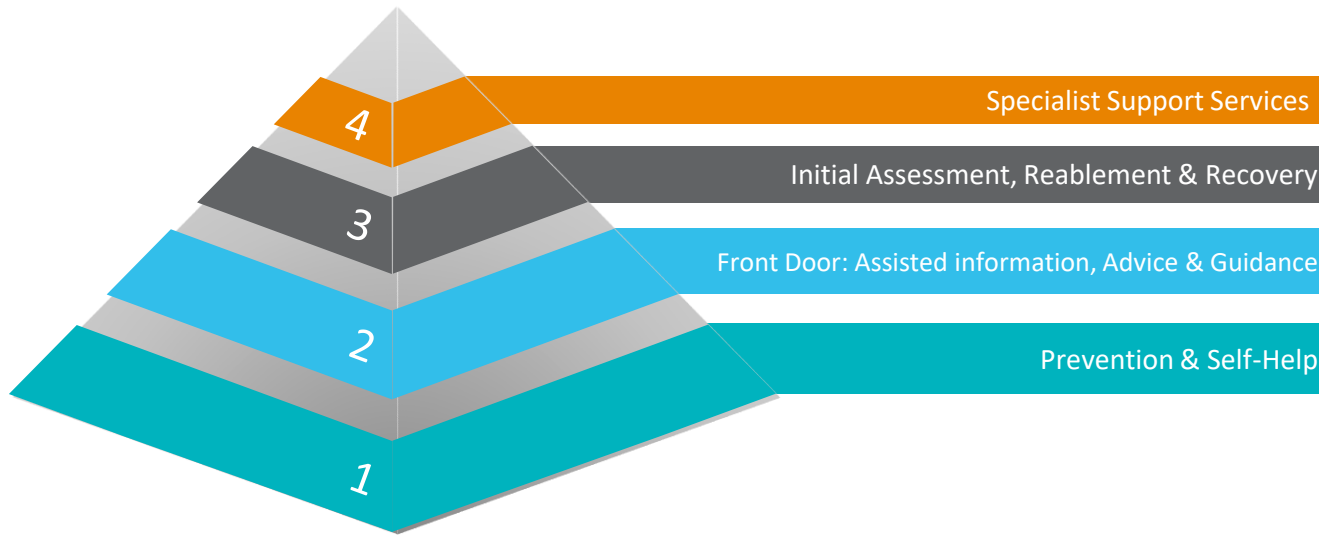 4
Specialist Support Services
3
Initial Assessment, Reablement & Recovery
2
Front Door: Assisted information, Advice & Guidance
1
Prevention & Self-Help